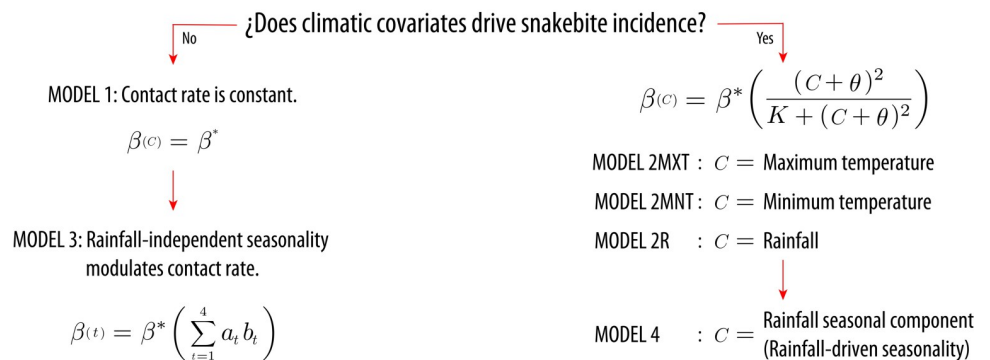 ¿Does climatic covariates drive snakebite incidence?
No
Yes
MODEL 1: Contact rate is constant.
β(C) = β*
MODEL 3: Rainfall-independent seasonality
modulates contact rate.
β(t) = β* ( ∑_{t=1}^{4} a_t b_t )
β(C) = β* ( (C + θ)² / (K + (C + θ)²) )
MODEL 2MXT : C = Maximum temperature
MODEL 2MNT : C = Minimum temperature
MODEL 2R : C = Rainfall
MODEL 4 : C = Rainfall seasonal component
(Rainfall-driven seasonality)